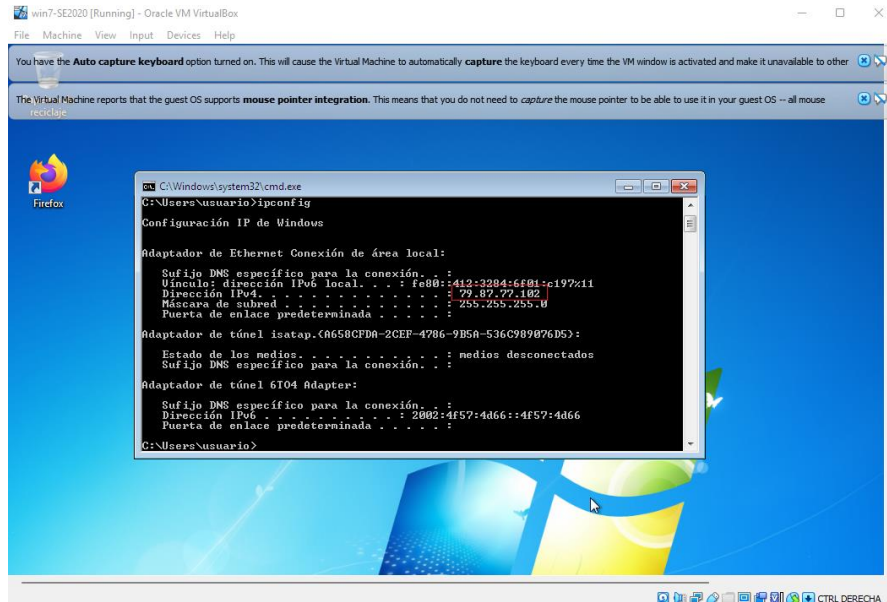 win7-SE2020 [Running] - Oracle VM VirtualBox
File Machine View Input Devices Help
You have the Auto capture keyboard option turned on. This will cause the Virtual Machine to automatically capture the keyboard every time the VM window is activated and make it unavailable to other
The Virtual Machine reports that the guest OS supports mouse pointer integration. This means that you do not need to capture the mouse pointer to be able to use it in your guest OS -- all mouse
reciclaje
Firefox
C:\Windows\system32\cmd.exe
C:\Users\usuario>ipconfig
Configuración IP de Windows
Adaptador de Ethernet Conexión de área local:
Sufijo DNS específico para la conexión. . :
Vínculo: dirección IPv6 local. . . : fe80::412:3284:6f01:c197%11
Dirección IPv4. . . . . . . . . . . . . . : 79.87.77.102
Máscara de subred . . . . . . . . . . . . : 255.255.255.0
Puerta de enlace predeterminada . . . . . :
Adaptador de túnel isatap.{A658CFDA-2CEF-4786-9B5A-536C989076D5}:
Estado de los medios. . . . . . . . . . . : medios desconectados
Sufijo DNS específico para la conexión. . :
Adaptador de túnel 6TO4 Adapter:
Sufijo DNS específico para la conexión. . :
Dirección IPv6 . . . . . . . . . . : 2002:4f57:4d66::4f57:4d66
Puerta de enlace predeterminada . . . . . :
C:\Users\usuario>
CTRL DERECHA